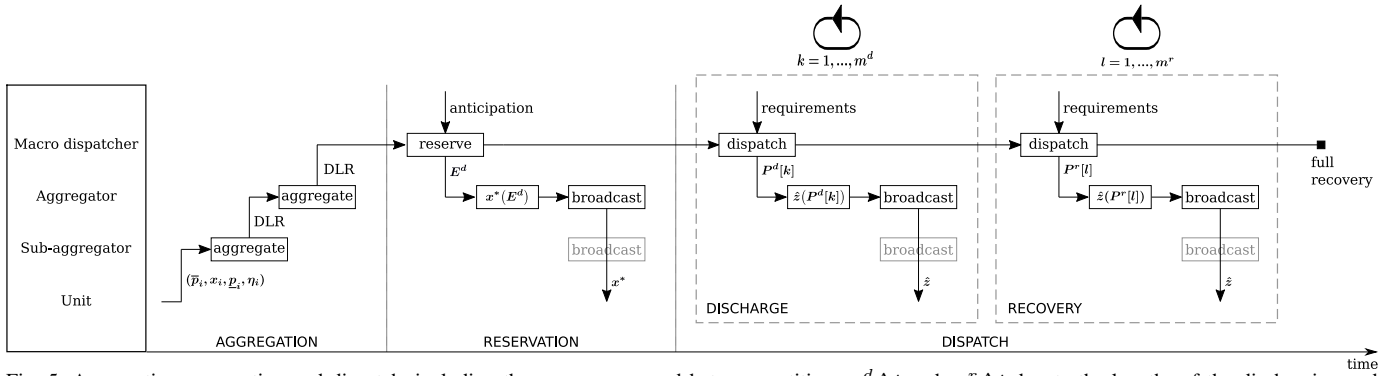 k = 1, ..., m^d
l = 1, ..., m^r
anticipation
requirements
requirements
Macro dispatcher
reserve
dispatch
dispatch
DLR
E^d
P^d[k]
P^r[l]
full
recovery
Aggregator
aggregate
x*(E^d)
broadcast
ẑ(P^d[k])
broadcast
ẑ(P^r[l])
broadcast
DLR
Sub-aggregator
aggregate
broadcast
broadcast
broadcast
(p̅_i, x_i, p̲_i, η_i)
x*
ẑ
ẑ
Unit
DISCHARGE
RECOVERY
AGGREGATION
RESERVATION
DISPATCH
time